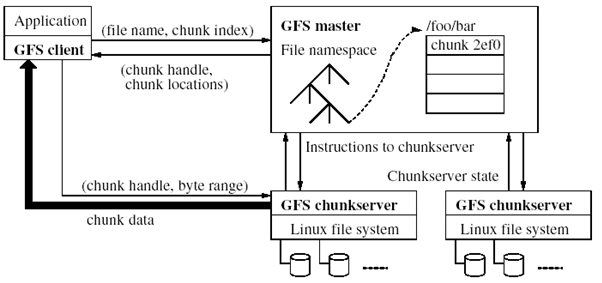 Application
GFS client
(file name, chunk index)
(chunk handle,
chunk locations)
GFS master
File namespace
/foo/bar
chunk 2ef0
Instructions to chunkserver
Chunkserver state
(chunk handle, byte range)
chunk data
GFS chunkserver
Linux file system
GFS chunkserver
Linux file system